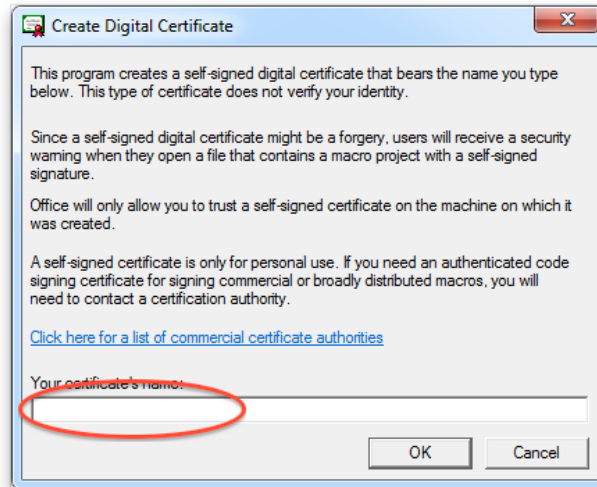 Create Digital Certificate
This program creates a self-signed digital certificate that bears the name you type
below. This type of certificate does not verify your identity.
Since a self-signed digital certificate might be a forgery, users will receive a security
warning when they open a file that contains a macro project with a self-signed
signature.
Office will only allow you to trust a self-signed certificate on the machine on which it
was created.
A self-signed certificate is only for personal use. If you need an authenticated code
signing certificate for signing commercial or broadly distributed macros, you will
need to contact a certification authority.
Click here for a list of commercial certificate authorities
Your certificate's name:
OK
Cancel